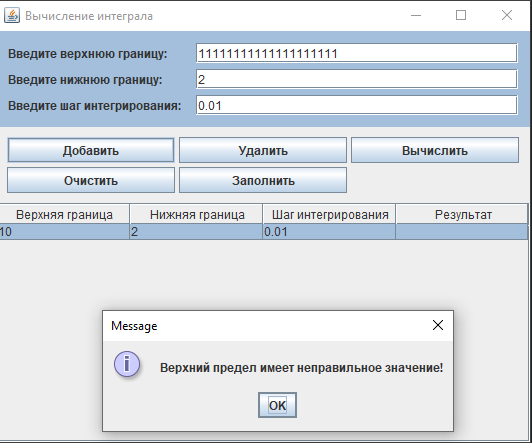 Вычисление интеграла
Введите верхнюю границу: 11111111111111111111
Введите нижнюю границу: 2
Введите шаг интегрирования: 0.01
Добавить Удалить Вычислить
Очистить Заполнить
Верхняя граница Нижняя граница Шаг интегрирования Результат
10 2 0.01
Message
Верхний предел имеет неправильное значение!
OK